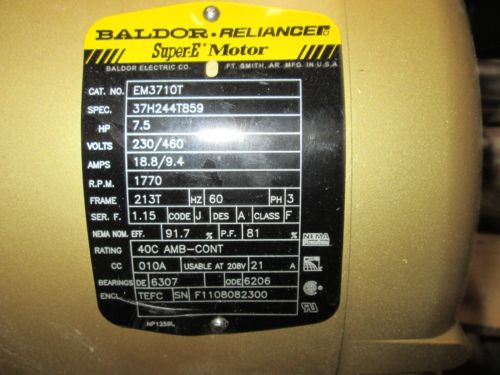 BALDOR • RELIANCE
Super-E™ Motor
BALDOR ELECTRIC CO. FT. SMITH, AR. MFG. IN U.S.A.
CAT. NO. EM3710T
SPEC. 37H244T859
HP 7.5
VOLTS 230/460
AMPS 18.8/9.4
R.P.M. 1770
FRAME 213T HZ 60 PH 3
SER. F. 1.15 CODE J DES A CLASS F
NEMA NOM. EFF. 91.7 % P.F. 81 %
RATING 40C AMB-CONT
CC 010A USABLE AT 208V 21 A
BEARINGS DE 6307 ODE 6206
ENCL TEFC SN F1108082300
NEMA
NP1256L